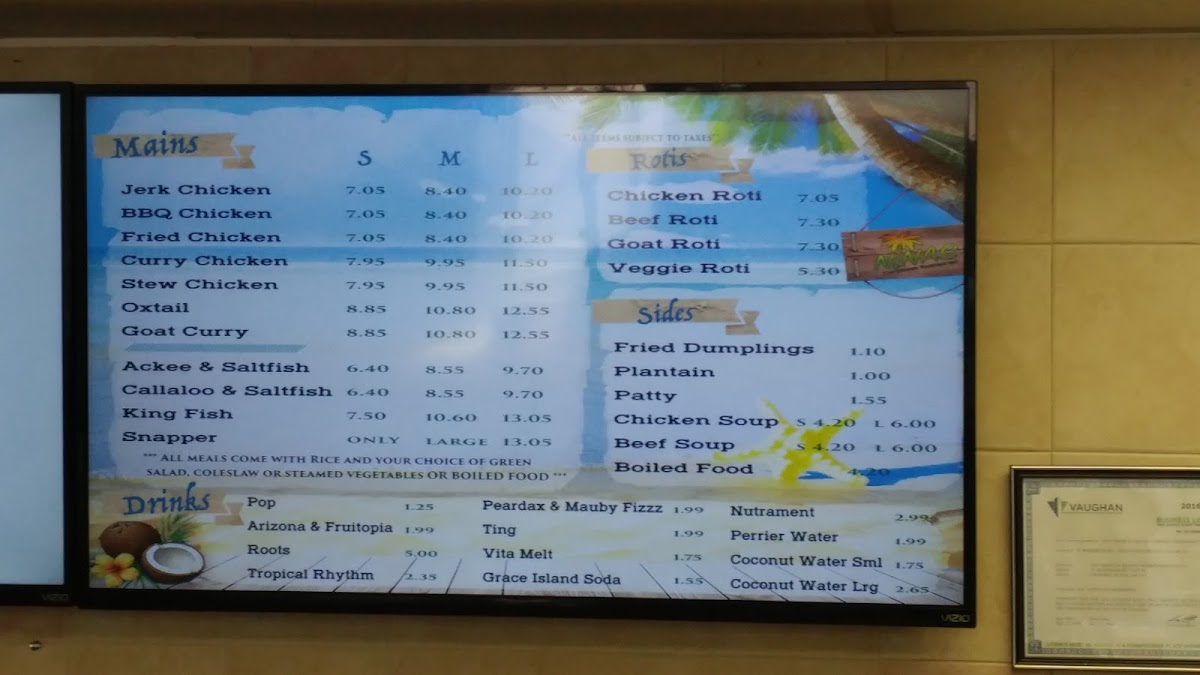 Mains
S M L
Jerk Chicken 7.05 8.40 10.20
BBQ Chicken 7.05 8.40 10.20
Fried Chicken 7.05 8.40 10.20
Curry Chicken 7.95 9.95 11.50
Stew Chicken 7.95 9.95 11.50
Oxtail 8.85 10.80 12.55
Goat Curry 8.85 10.80 12.55
Ackee & Saltfish 6.40 8.55 9.70
Callaloo & Saltfish 6.40 8.55 9.70
King Fish 7.50 10.60 13.05
Snapper ONLY LARGE 13.05
*** ALL MEALS COME WITH RICE AND YOUR CHOICE OF GREEN
SALAD, COLESLAW OR STEAMED VEGETABLES OR BOILED FOOD ***
**ALL ITEMS SUBJECT TO TAXES**
Rotis
Chicken Roti 7.05
Beef Roti 7.30
Goat Roti 7.30
Veggie Roti 5.30
Sides
Fried Dumplings 1.10
Plantain 1.00
Patty 1.55
Chicken Soup S 4.20 L 6.00
Beef Soup S 4.20 L 6.00
Boiled Food 4.20
Drinks
Pop 1.25
Arizona & Fruitopia 1.99
Roots 5.00
Tropical Rhythm 2.35
Peardax & Mauby Fizzz 1.99
Ting 1.99
Vita Melt 1.75
Grace Island Soda 1.55
Nutrament 2.99
Perrier Water 1.99
Coconut Water Sml 1.75
Coconut Water Lrg 2.65
VIZIO
VIZIO
VAUGHAN
2016